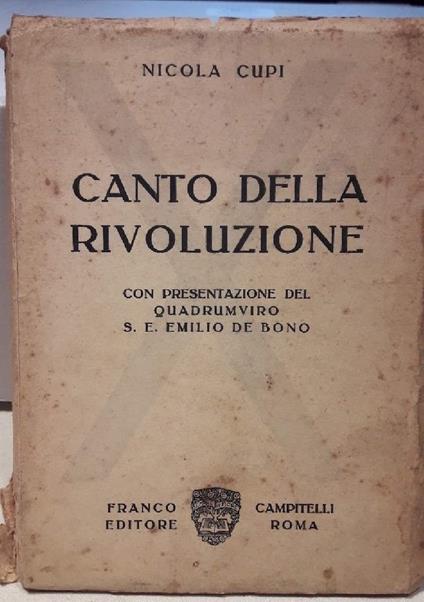 NICOLA CUPI
X
CANTO DELLA
RIVOLUZIONE
CON PRESENTAZIONE DEL
QUADRUMVIRO
S. E. EMILIO DE BONO
FRANCO CAMPITELLI
EDITORE ROMA